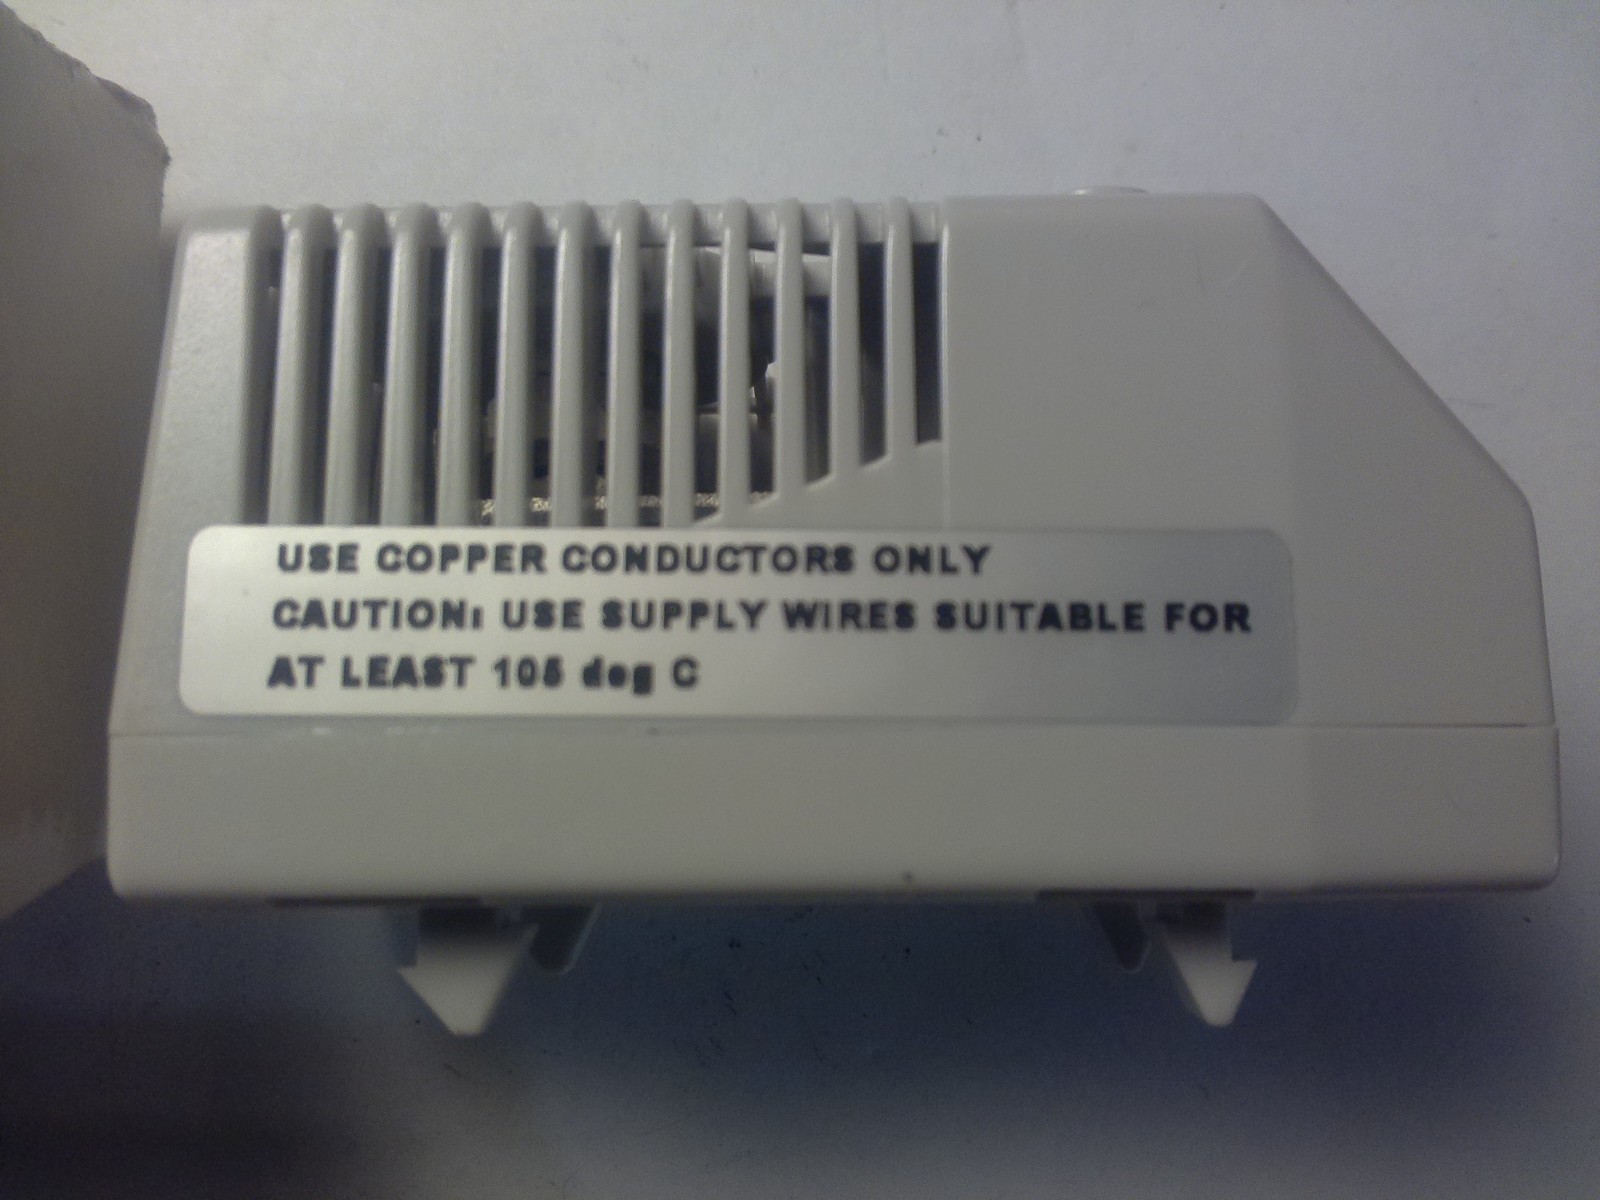 USE COPPER CONDUCTORS ONLY
CAUTION: USE SUPPLY WIRES SUITABLE FOR
AT LEAST 105 deg C